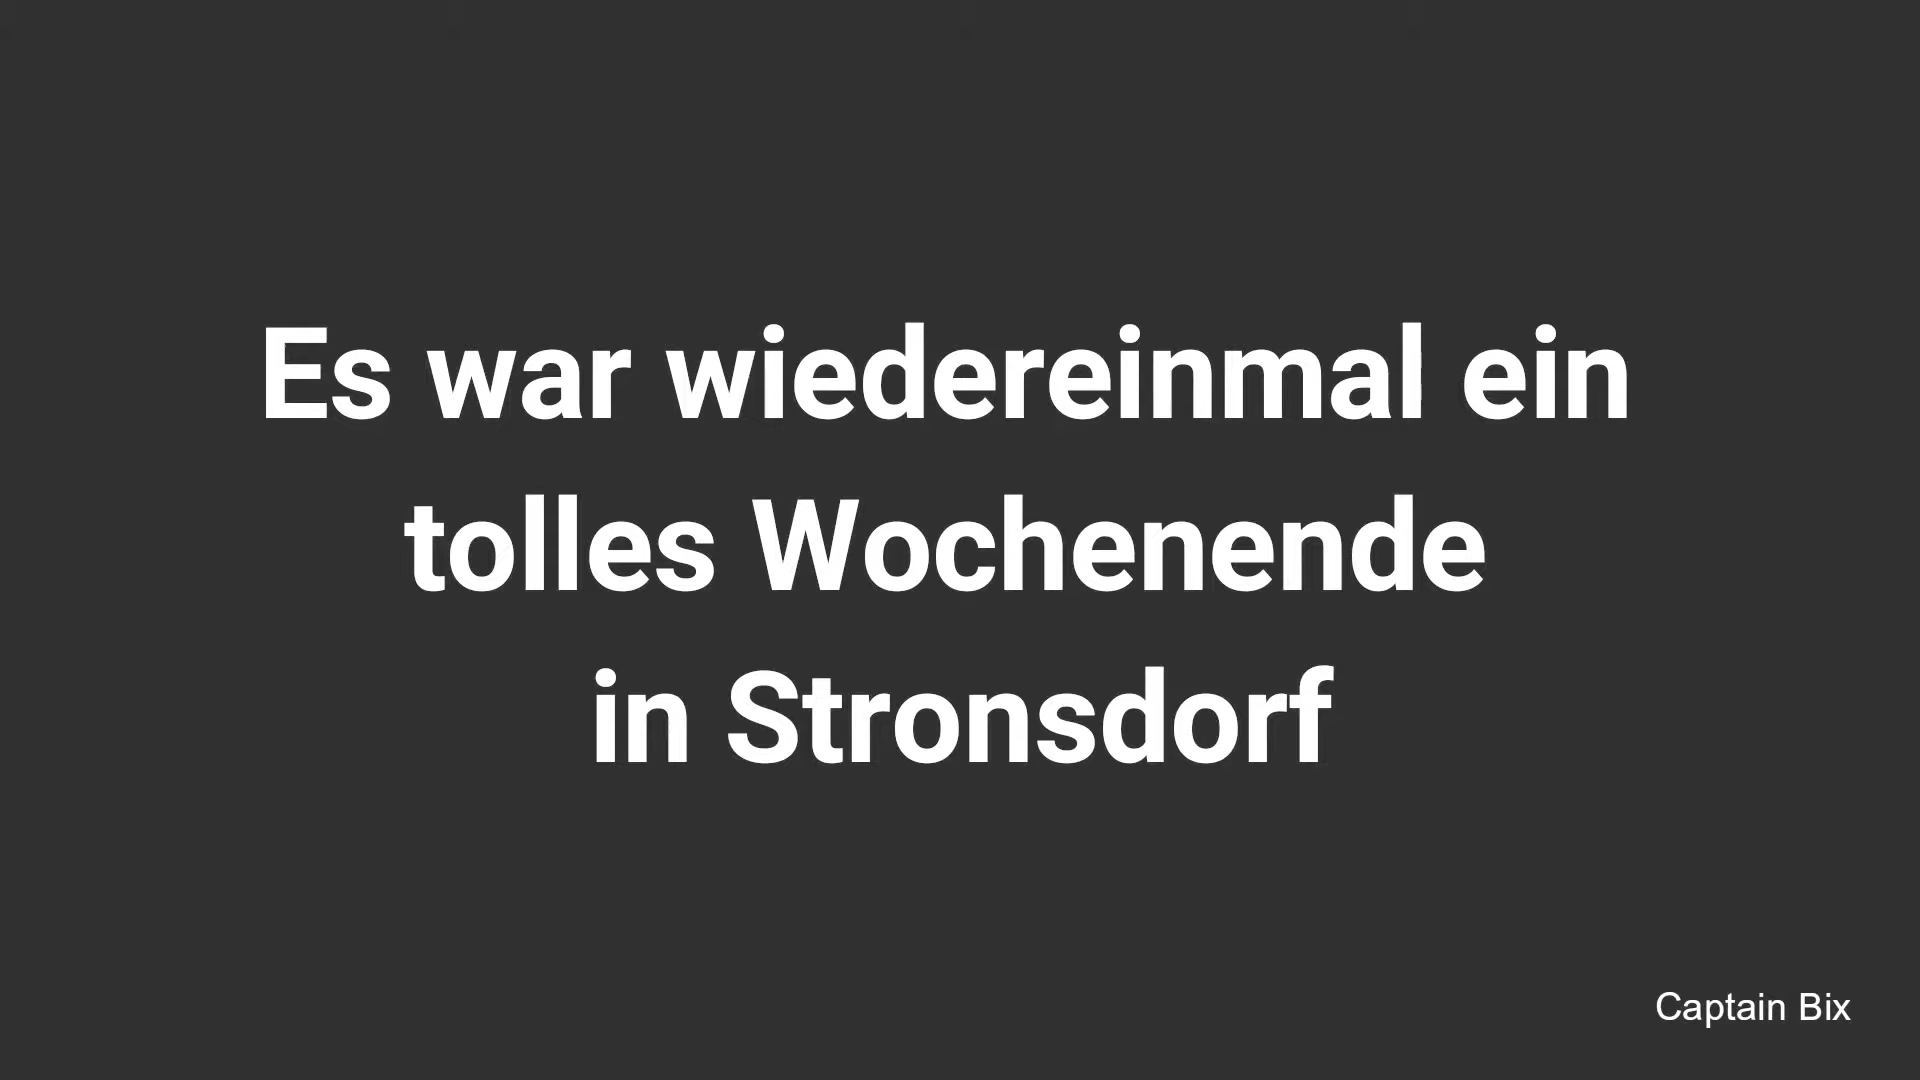 Es war wiedereinmal ein
tolles Wochenende
in Stronsdorf
Captain Bix